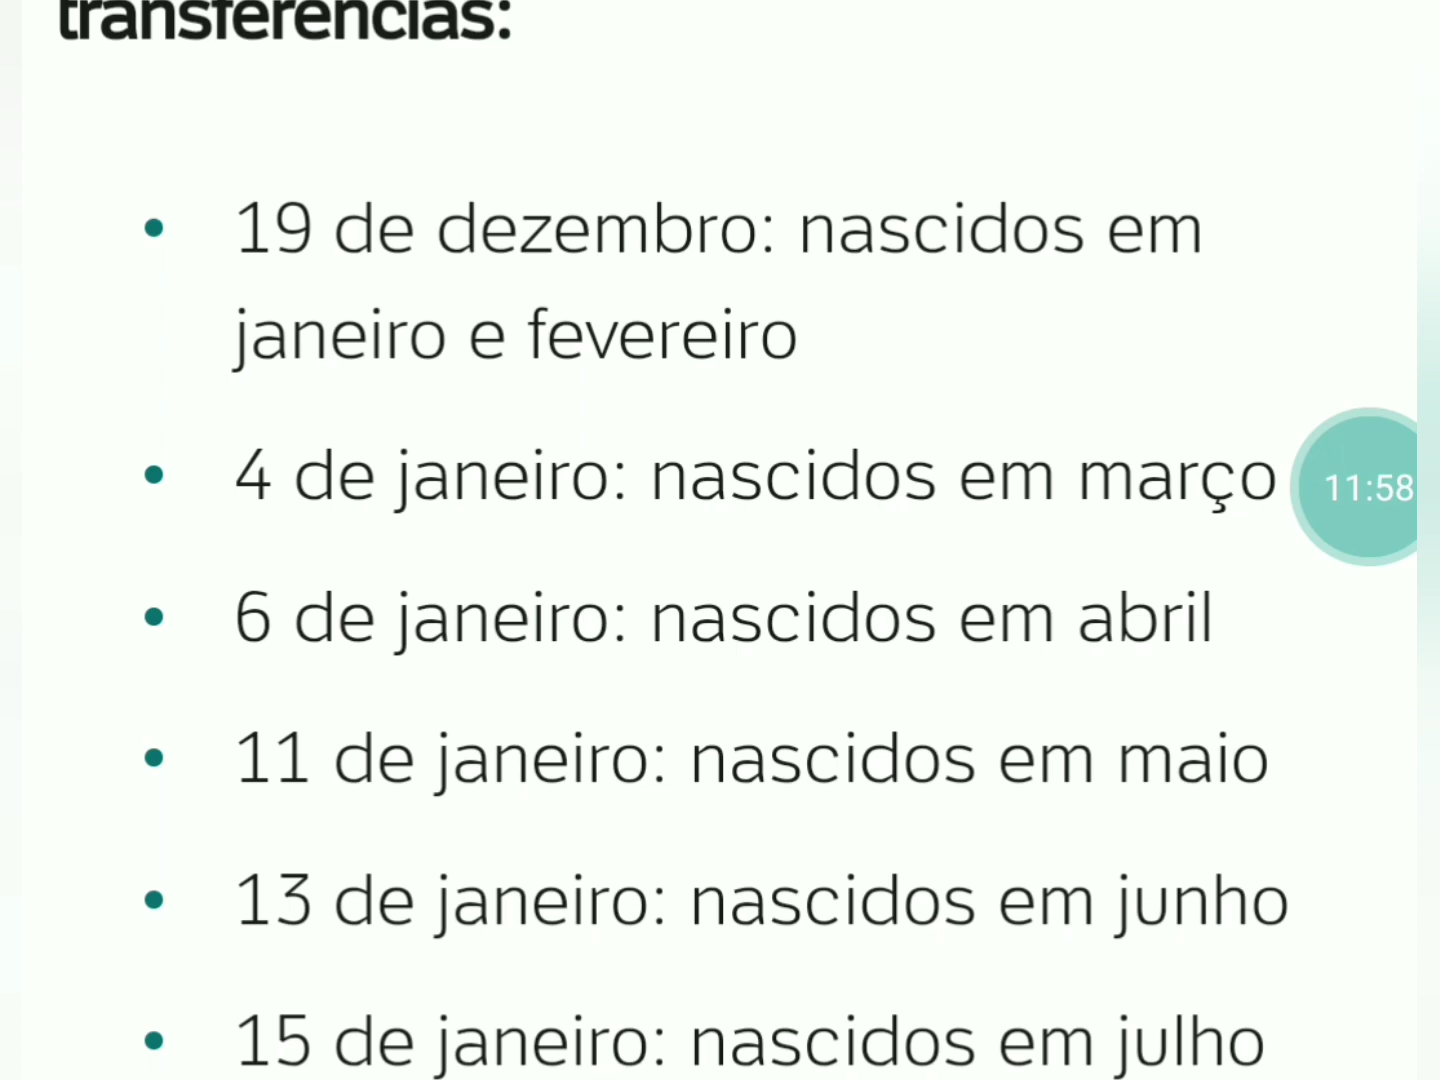 transferências:
• 19 de dezembro: nascidos em
janeiro e fevereiro
• 4 de janeiro: nascidos em março
11:58
• 6 de janeiro: nascidos em abril
• 11 de janeiro: nascidos em maio
• 13 de janeiro: nascidos em junho
• 15 de janeiro: nascidos em julho